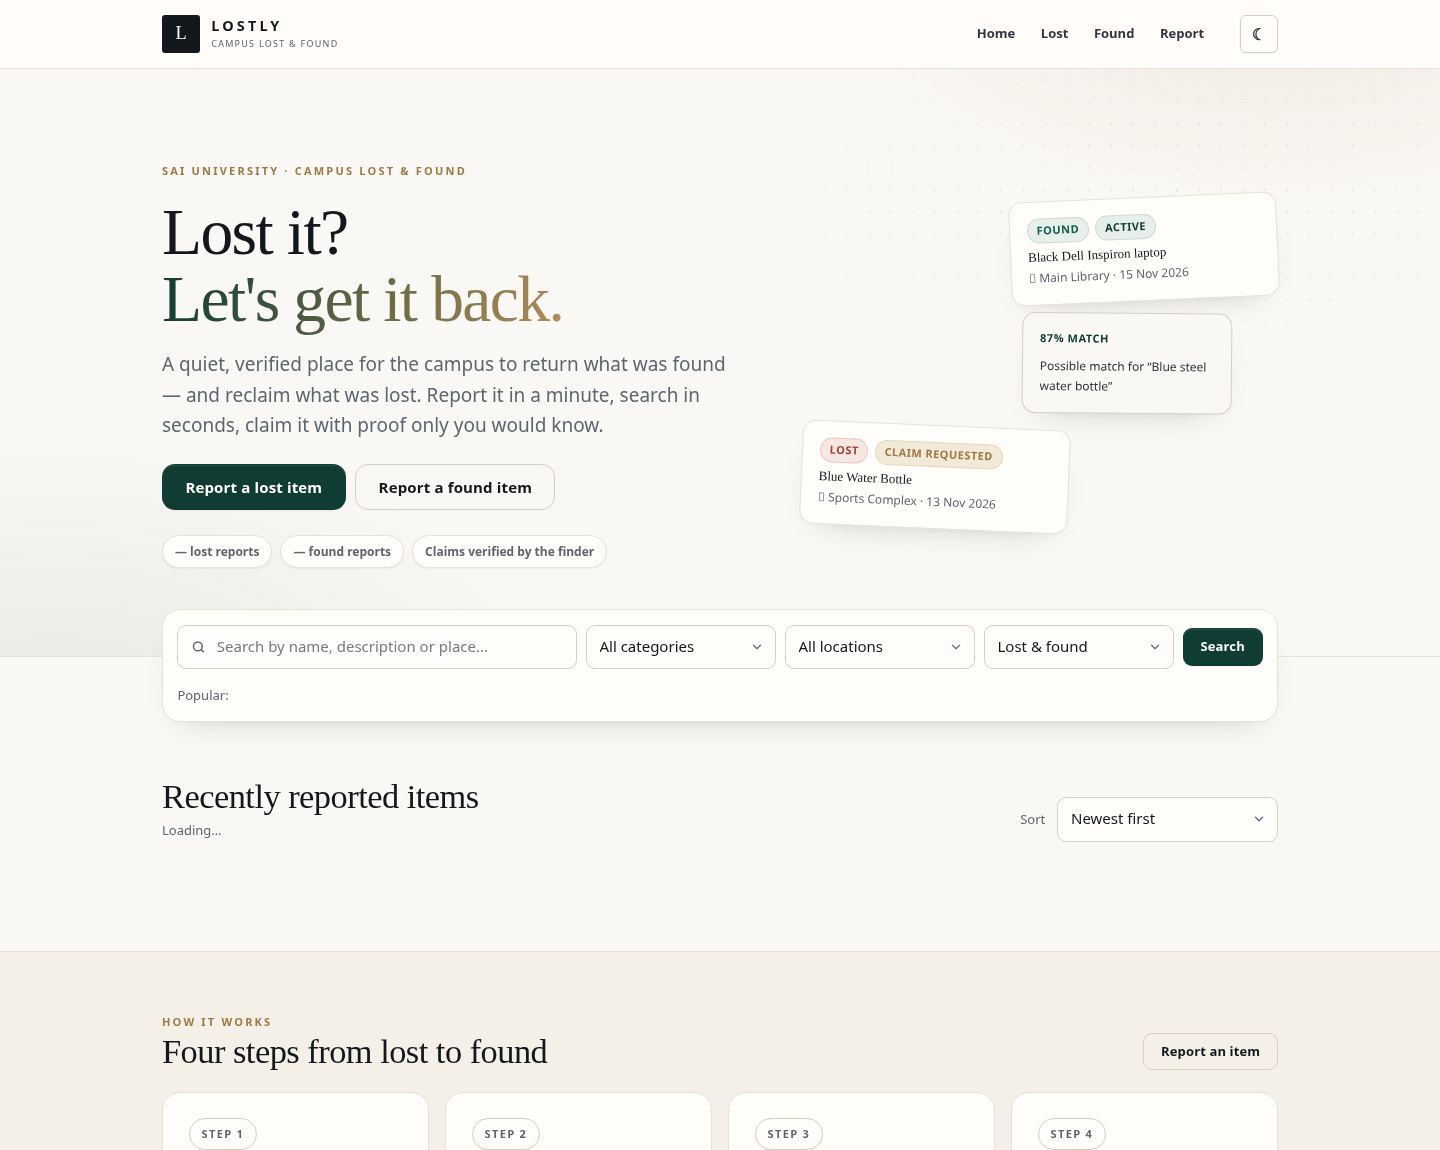 L
LOSTLY
CAMPUS LOST & FOUND
Home
Lost
Found
Report
SAI UNIVERSITY · CAMPUS LOST & FOUND
Lost it?
Let's get it back.
A quiet, verified place for the campus to return what was found
— and reclaim what was lost. Report it in a minute, search in
seconds, claim it with proof only you would know.
Report a lost item
Report a found item
— lost reports
— found reports
Claims verified by the finder
FOUND
ACTIVE
Black Dell Inspiron laptop
Main Library · 15 Nov 2026
87% MATCH
Possible match for “Blue steel
water bottle”
LOST
CLAIM REQUESTED
Blue Water Bottle
Sports Complex · 13 Nov 2026
Search by name, description or place...
All categories
All locations
Lost & found
Search
Popular:
Recently reported items
Loading...
Sort
Newest first
HOW IT WORKS
Four steps from lost to found
Report an item
STEP 1
STEP 2
STEP 3
STEP 4